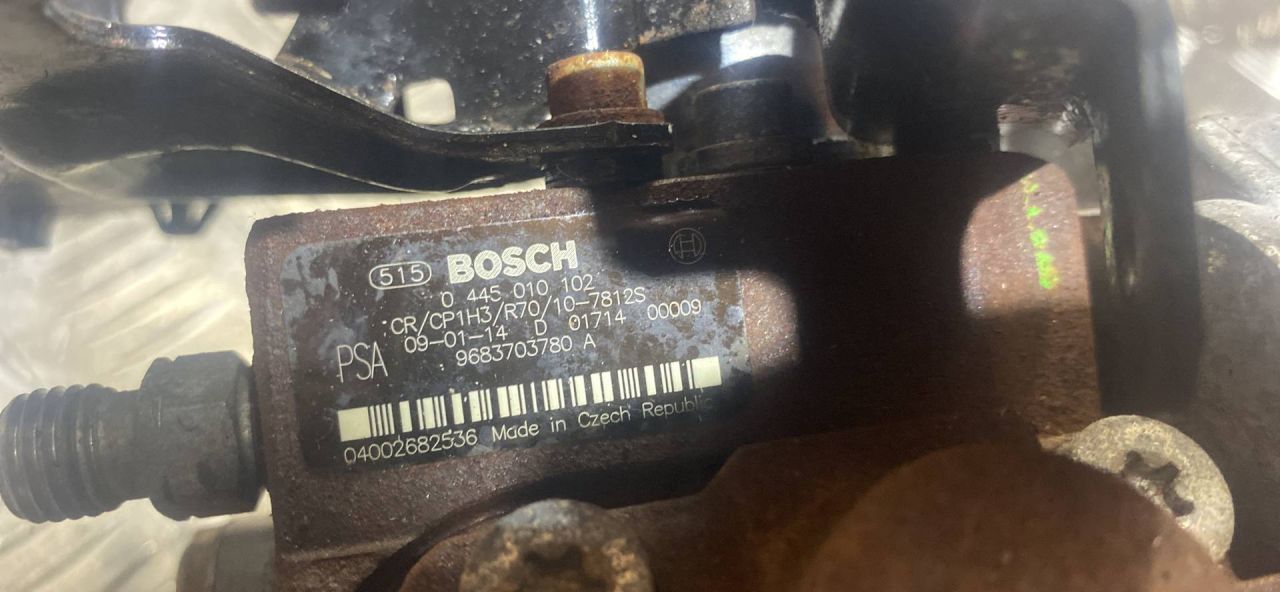 515 BOSCH
0 445 010 102
CR/CP1H3/R70/10-7812S
09-01-14 D 01714 00009
PSA 9683703780 A
04002682536 Made in Czech Republic